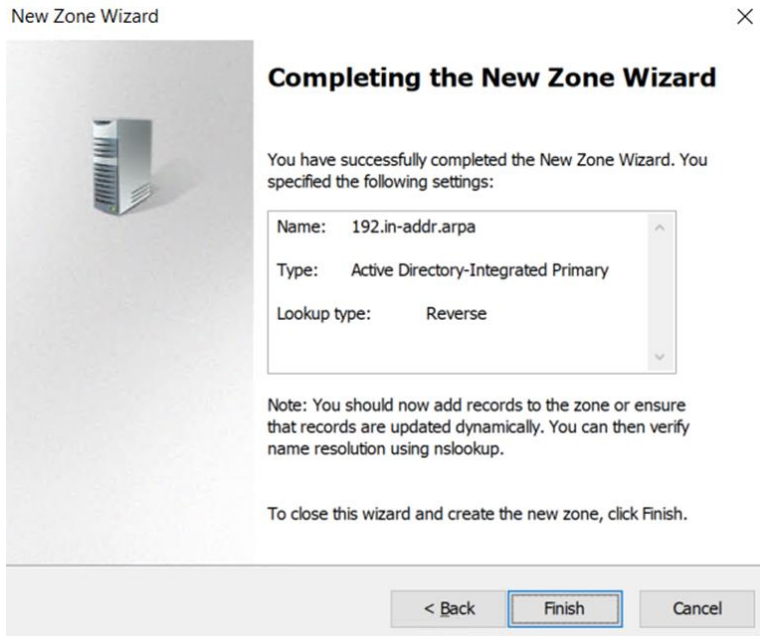 New Zone Wizard
Completing the New Zone Wizard
You have successfully completed the New Zone Wizard. You
specified the following settings:
Name: 192.in-addr.arpa
Type: Active Directory-Integrated Primary
Lookup type: Reverse
Note: You should now add records to the zone or ensure
that records are updated dynamically. You can then verify
name resolution using nslookup.
To close this wizard and create the new zone, click Finish.
< Back Finish Cancel